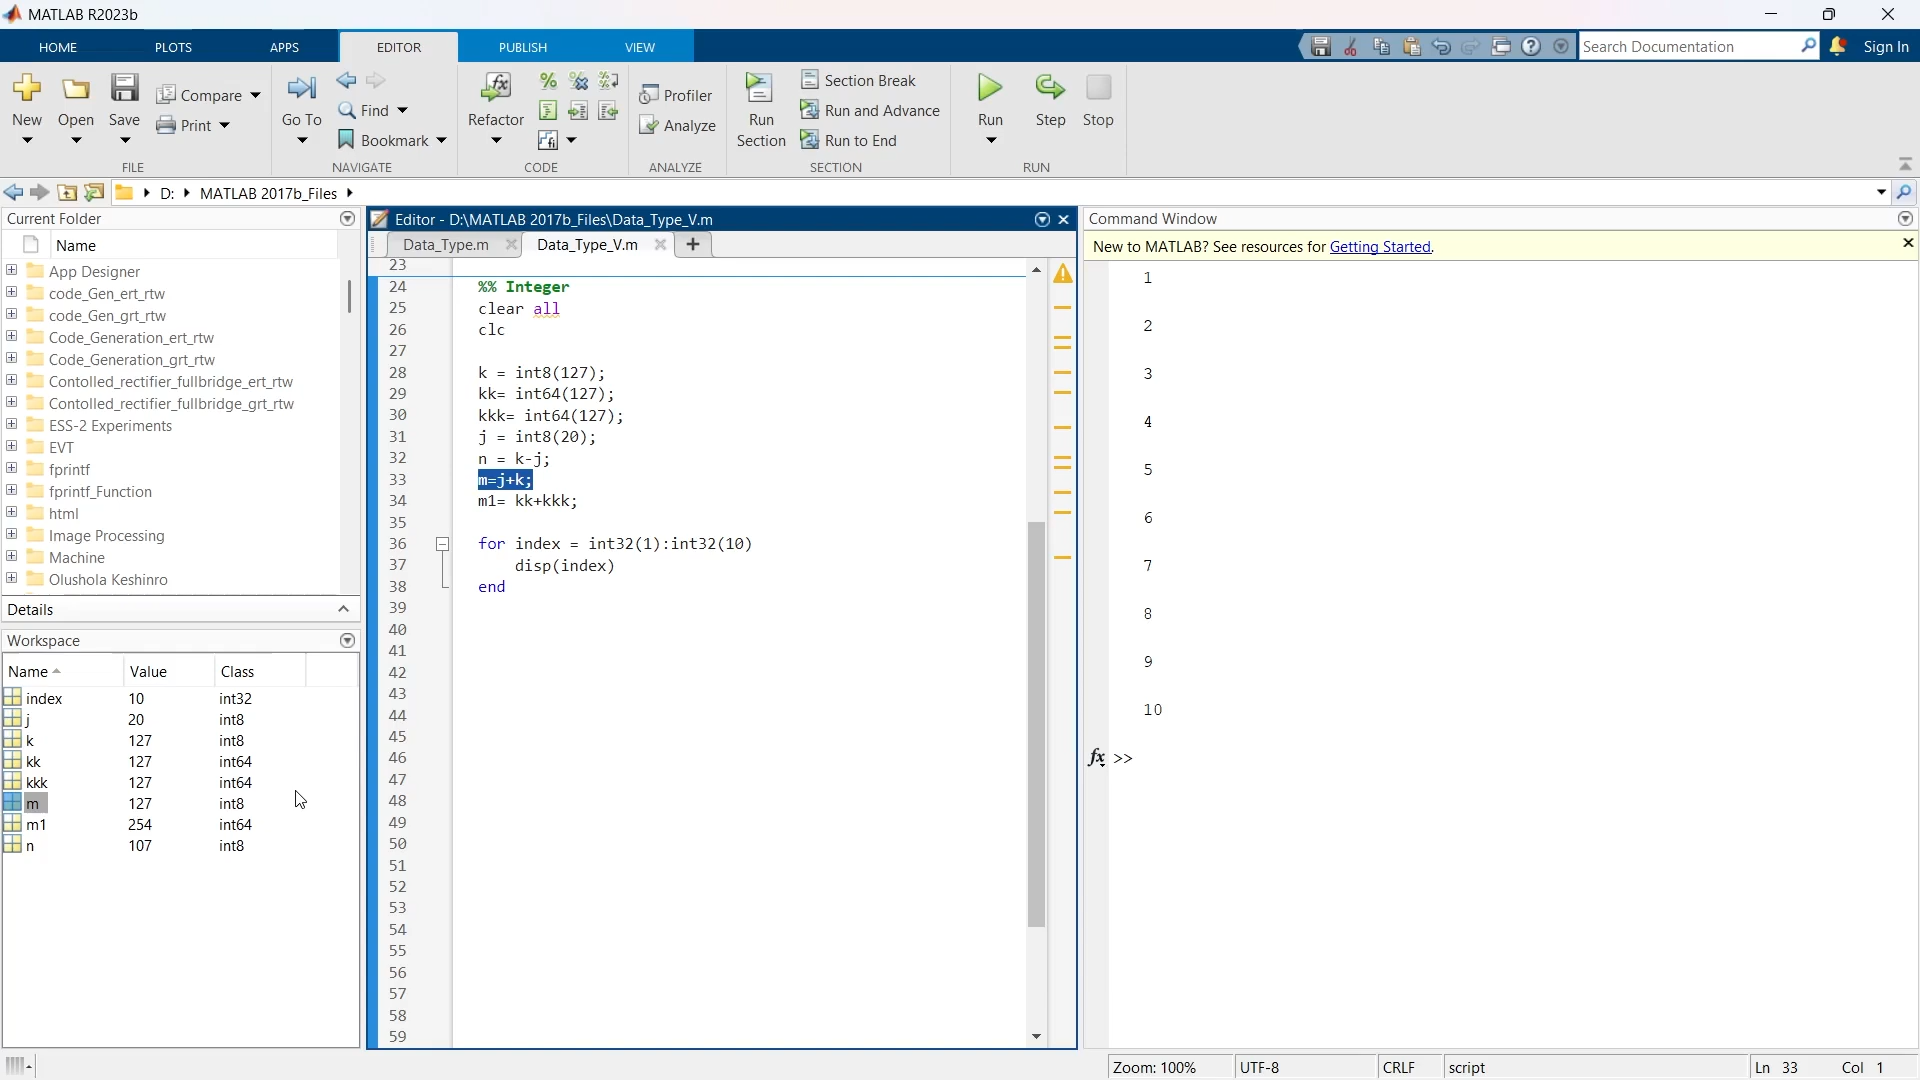 MATLAB R2023b
HOME PLOTS APPS EDITOR PUBLISH VIEW
Search Documentation
Sign In
New Open Save Compare Print
FILE
Go To Find Bookmark
NAVIGATE
Refactor
CODE
Profiler
Analyze
ANALYZE
Run Section
Section Break
Run and Advance
Run to End
SECTION
Run Step Stop
RUN
D: MATLAB 2017b_Files
Current Folder
Name
App Designer
code_Gen_ert_rtw
code_Gen_grt_rtw
Code_Generation_ert_rtw
Code_Generation_grt_rtw
Contolled_rectifier_fullbridge_ert_rtw
Contolled_rectifier_fullbridge_grt_rtw
ESS-2 Experiments
EVT
fprintf
fprintf_Function
html
Image Processing
Machine
Olushola Keshinro
Details
Workspace
Name Value Class
index 10 int32
j 20 int8
k 127 int8
kk 127 int64
kkk 127 int64
m 127 int8
m1 254 int64
n 107 int8
Editor - D:\MATLAB 2017b_Files\Data_Type_V.m
Data_Type.m Data_Type_V.m
23
24 %% Integer
25 clear all
26 clc
27
28 k = int8(127);
29 kk= int64(127);
30 kkk= int64(127);
31 j = int8(20);
32 n = k-j;
33 m=j+k;
34 m1= kk+kkk;
35
36 for index = int32(1):int32(10)
37 disp(index)
38 end
39
40
41
42
43
44
45
46
47
48
49
50
51
52
53
54
55
56
57
58
59
Command Window
New to MATLAB? See resources for Getting Started.
1
2
3
4
5
6
7
8
9
10
fx >>
Zoom: 100% UTF-8 CRLF script Ln 33 Col 1